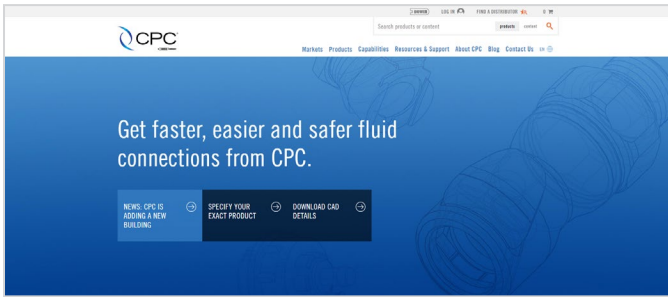 LOG IN
FIND A DISTRIBUTOR
0
Search products or content
products
content
CPC
Markets Products Capabilities Resources & Support About CPC Blog Contact Us EN
Get faster, easier and safer fluid
connections from CPC.
NEWS: CPC IS
ADDING A NEW
BUILDING
SPECIFY YOUR
EXACT PRODUCT
DOWNLOAD CAD
DETAILS